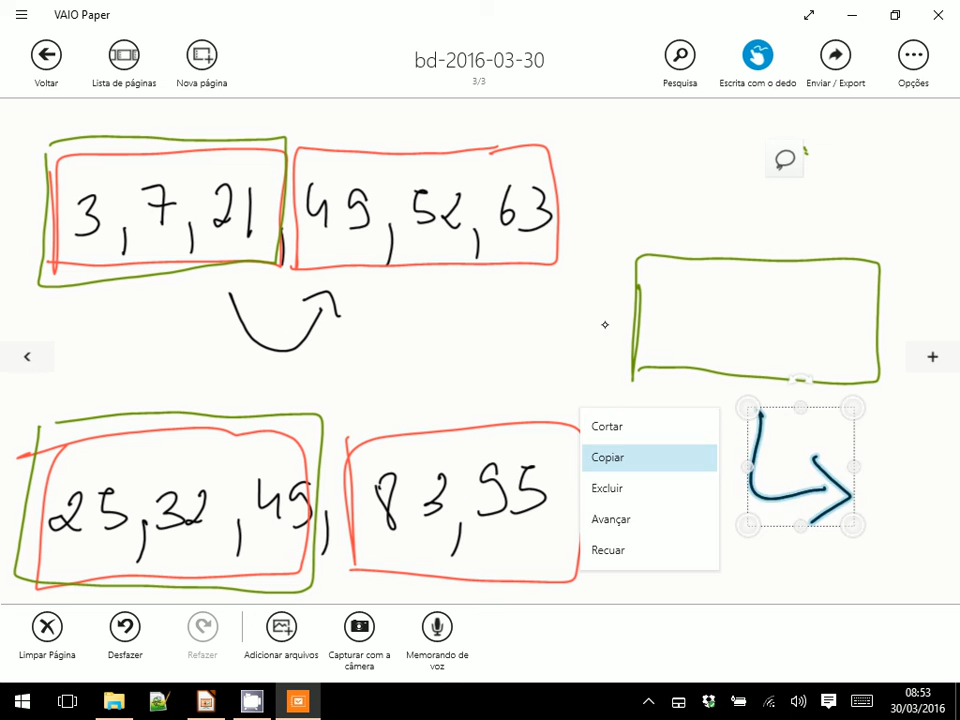 VAIO Paper
Voltar
Lista de páginas
Nova página
bd-2016-03-30
3/3
Pesquisa
Escrita com o dedo
Enviar / Export
Opções
3, 7, 21, 49, 52, 63
25, 32, 49, 83, 95
Cortar
Copiar
Excluir
Avançar
Recuar
Limpar Página
Desfazer
Refazer
Adicionar arquivos
Capturar com a
câmera
Memorando de
voz
08:53
30/03/2016